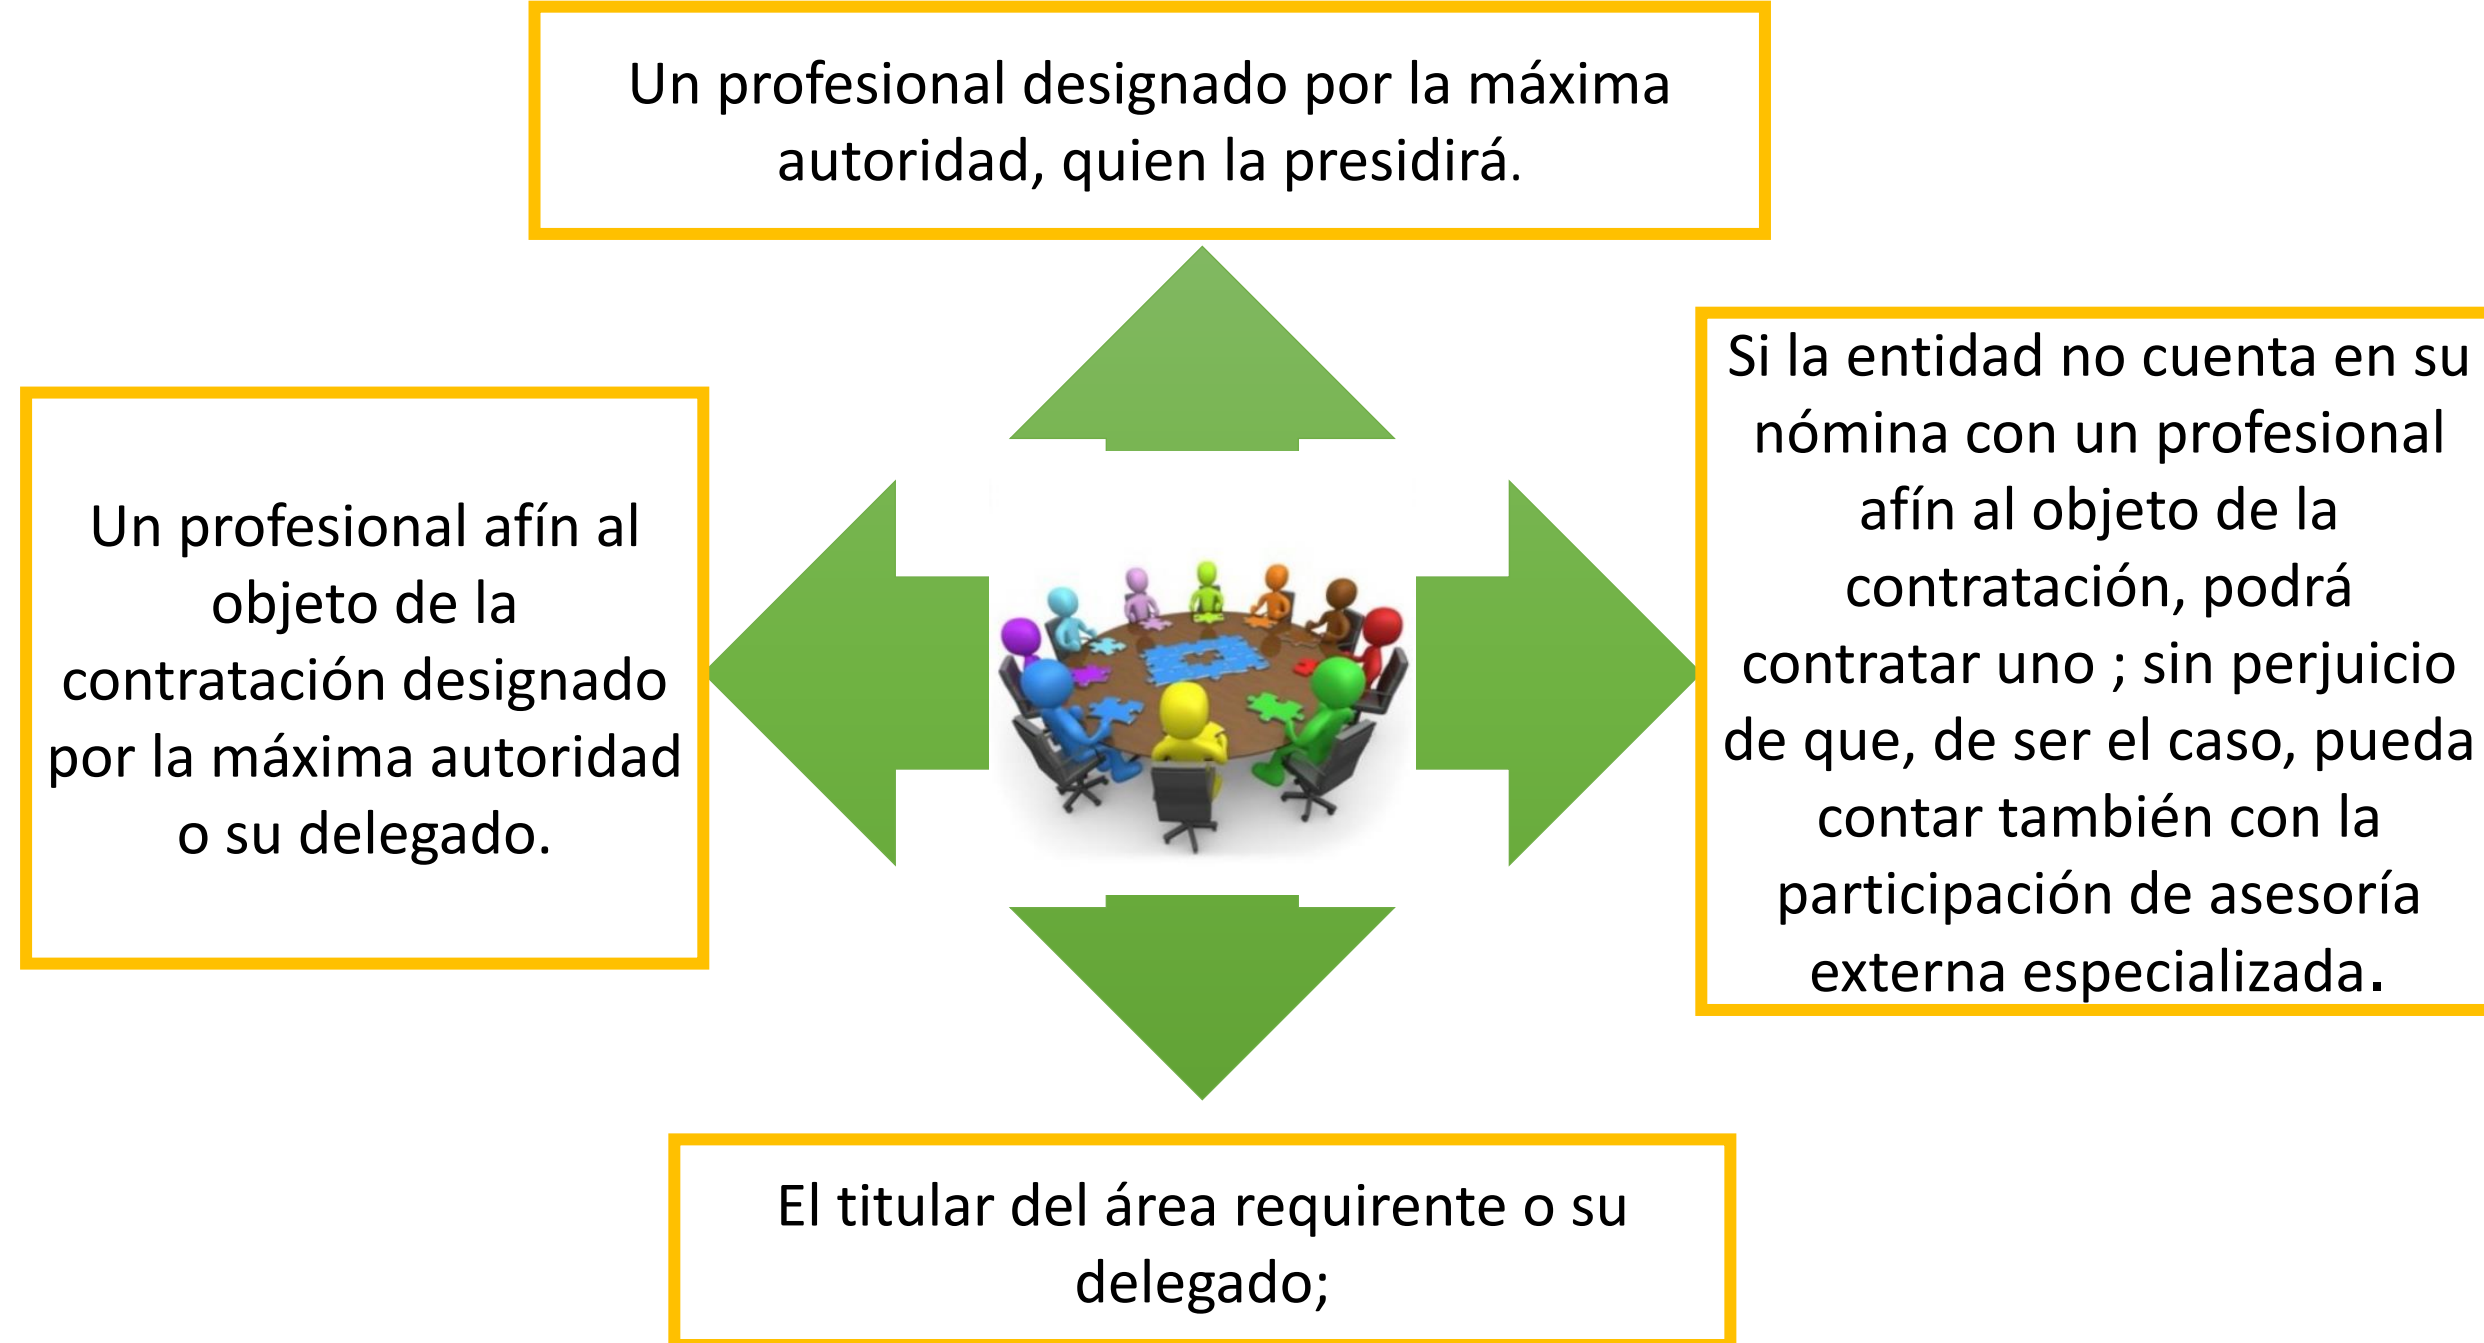 Un profesional designado por la máxima
autoridad, quien la presidirá.
Un profesional afín al
objeto de la
contratación designado
por la máxima autoridad
o su delegado.
Si la entidad no cuenta en su
nómina con un profesional
afín al objeto de la
contratación, podrá
contratar uno ; sin perjuicio
de que, de ser el caso, pueda
contar también con la
participación de asesoría
externa especializada.
El titular del área requirente o su
delegado;